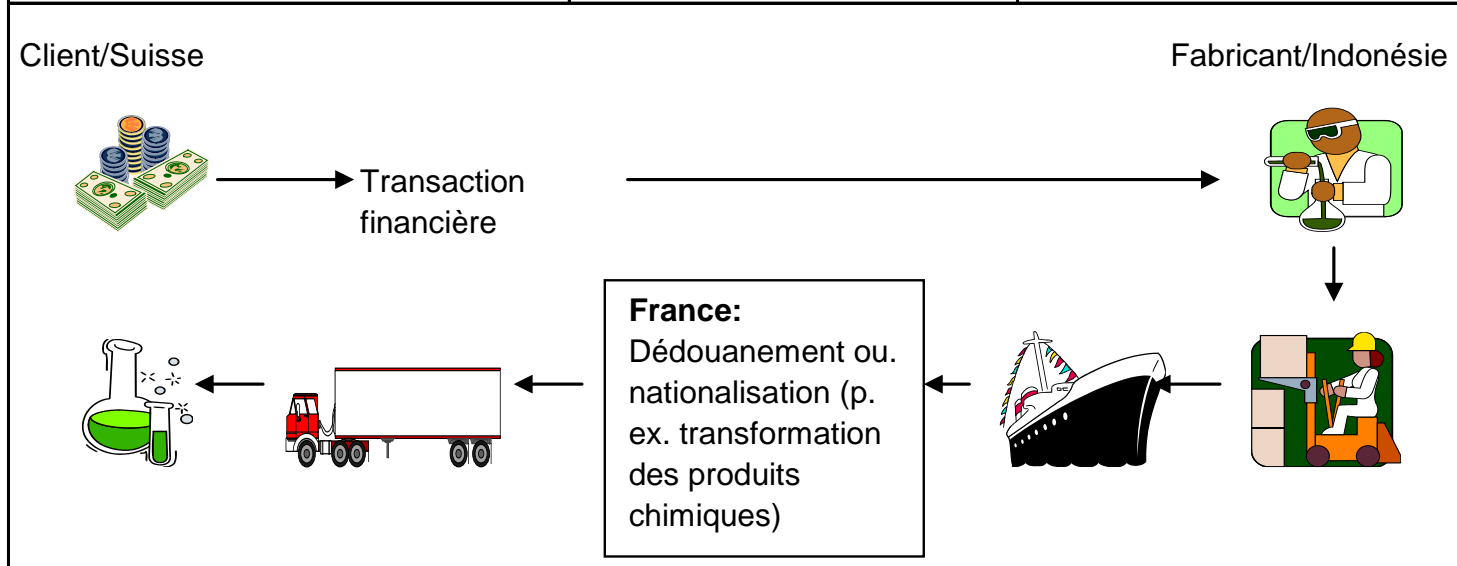 Client/Suisse
Fabricant/Indonésie
Transaction
financière
France:
Dédouanement ou.
nationalisation (p.
ex. transformation
des produits
chimiques)